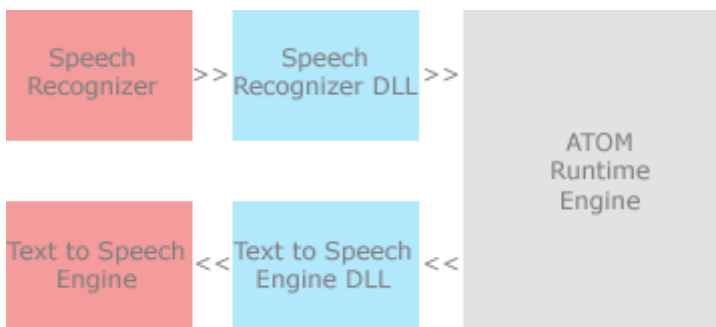 Speech
Recognizer
>>
Speech
Recognizer DLL
>>
ATOM
Runtime
Engine
Text to Speech
Engine
<<
Text to Speech
Engine DLL
<<